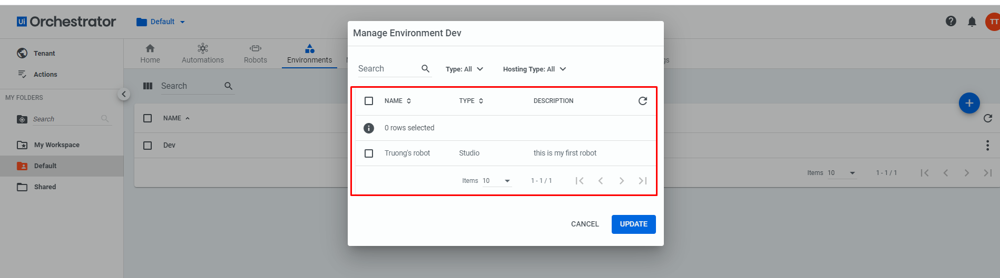 Ui Orchestrator
Default
TT
Tenant
Actions
MY FOLDERS
Search
My Workspace
Default
Shared
Home
Automations
Robots
Environments
gs
Search
NAME
Dev
Items 10
1 - 1 / 1
Manage Environment Dev
Search
Type: All
Hosting Type: All
NAME TYPE DESCRIPTION
0 rows selected
Truong's robot Studio this is my first robot
Items 10 1 - 1 / 1
CANCEL UPDATE